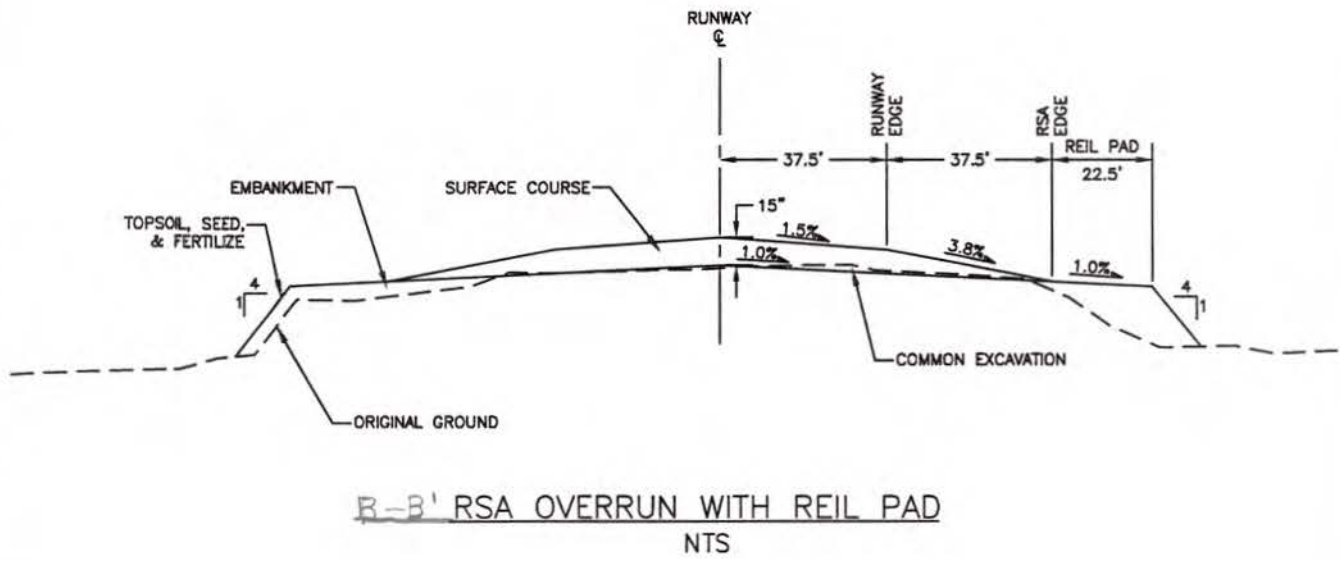 RUNWAY
℄
RUNWAY
EDGE
RSA
EDGE
REIL PAD
37.5'
37.5'
22.5'
EMBANKMENT
SURFACE COURSE
15"
TOPSOIL, SEED,
& FERTILIZE
1.5%
1.0%
3.8%
1.0%
4
1
4
1
COMMON EXCAVATION
ORIGINAL GROUND
B-B' RSA OVERRUN WITH REIL PAD
NTS